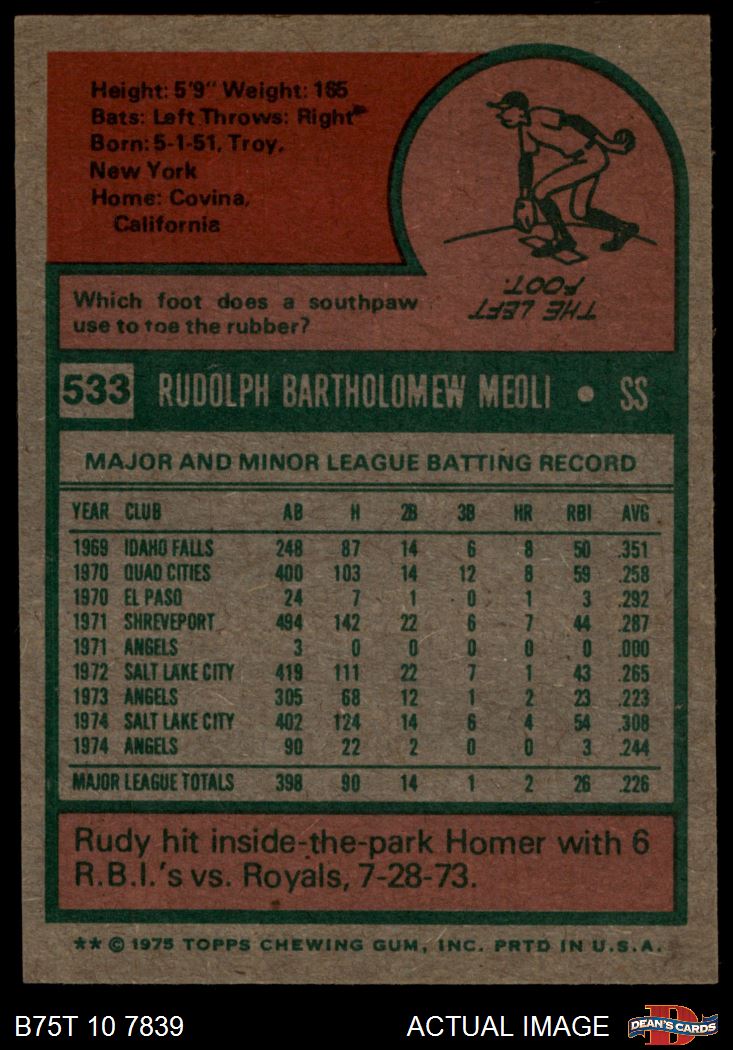 Height: 5'9" Weight: 165
Bats: Left Throws: Right
Born: 5-1-51, Troy,
New York
Home: Covina,
California
THE LEFT
FOOT.
Which foot does a southpaw
use to toe the rubber?
533 RUDOLPH BARTHOLOMEW MEOLI • SS
MAJOR AND MINOR LEAGUE BATTING RECORD
YEAR CLUB AB H 2B 3B HR RBI AVG
1969 IDAHO FALLS 248 87 14 6 8 50 .351
1970 QUAD CITIES 400 103 14 12 8 59 .258
1970 EL PASO 24 7 1 0 1 3 .292
1971 SHREVEPORT 494 142 22 6 7 44 .287
1971 ANGELS 3 0 0 0 0 0 .000
1972 SALT LAKE CITY 419 111 22 7 1 43 .265
1973 ANGELS 305 68 12 1 2 23 .223
1974 SALT LAKE CITY 402 124 14 6 4 54 .308
1974 ANGELS 90 22 2 0 0 3 .244
MAJOR LEAGUE TOTALS 398 90 14 1 2 26 .226
Rudy hit inside-the-park Homer with 6
R.B.I.'s vs. Royals, 7-28-73.
** © 1975 TOPPS CHEWING GUM, INC. PRTD IN U.S.A.
B75T 10 7839 ACTUAL IMAGE DEAN'S CARDS